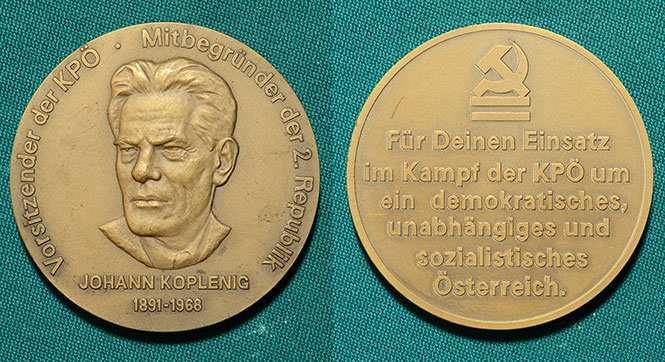 Vorsitzender der KPÖ · Mitbegründer der 2. Republik
JOHANN KOPLENIG
1891-1968
Für Deinen Einsatz
im Kampf der KPÖ um
ein demokratisches,
unabhängiges und
sozialistisches
Österreich.